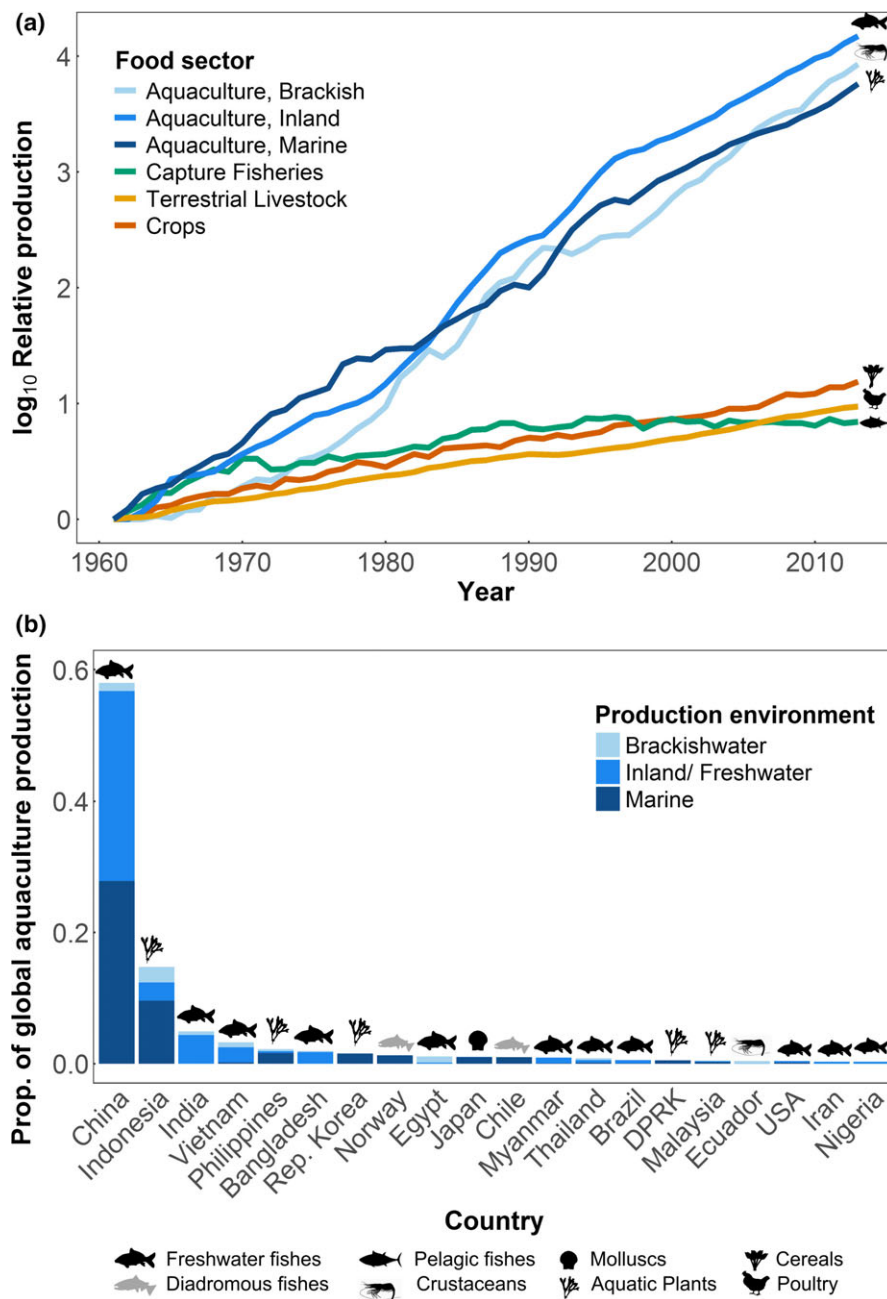 (a)
Food sector
Aquaculture, Brackish
Aquaculture, Inland
Aquaculture, Marine
Capture Fisheries
Terrestrial Livestock
Crops
log₁₀ Relative production
4
3
2
1
0
1960 1970 1980 1990 2000 2010
Year
(b)
Prop. of global aquaculture production
0.6
0.4
0.2
0.0
Production environment
Brackishwater
Inland/ Freshwater
Marine
China
Indonesia
India
Vietnam
Philippines
Bangladesh
Rep. Korea
Norway
Egypt
Japan
Chile
Myanmar
Thailand
Brazil
DPRK
Malaysia
Ecuador
USA
Iran
Nigeria
Country
Freshwater fishes Pelagic fishes Molluscs Cereals
Diadromous fishes Crustaceans Aquatic Plants Poultry